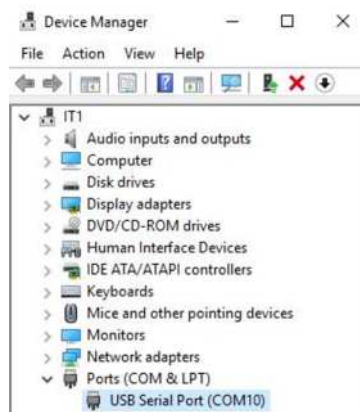 Device Manager
File Action View Help
IT1
Audio inputs and outputs
Computer
Disk drives
Display adapters
DVD/CD-ROM drives
Human Interface Devices
IDE ATA/ATAPI controllers
Keyboards
Mice and other pointing devices
Monitors
Network adapters
Ports (COM & LPT)
USB Serial Port (COM10)